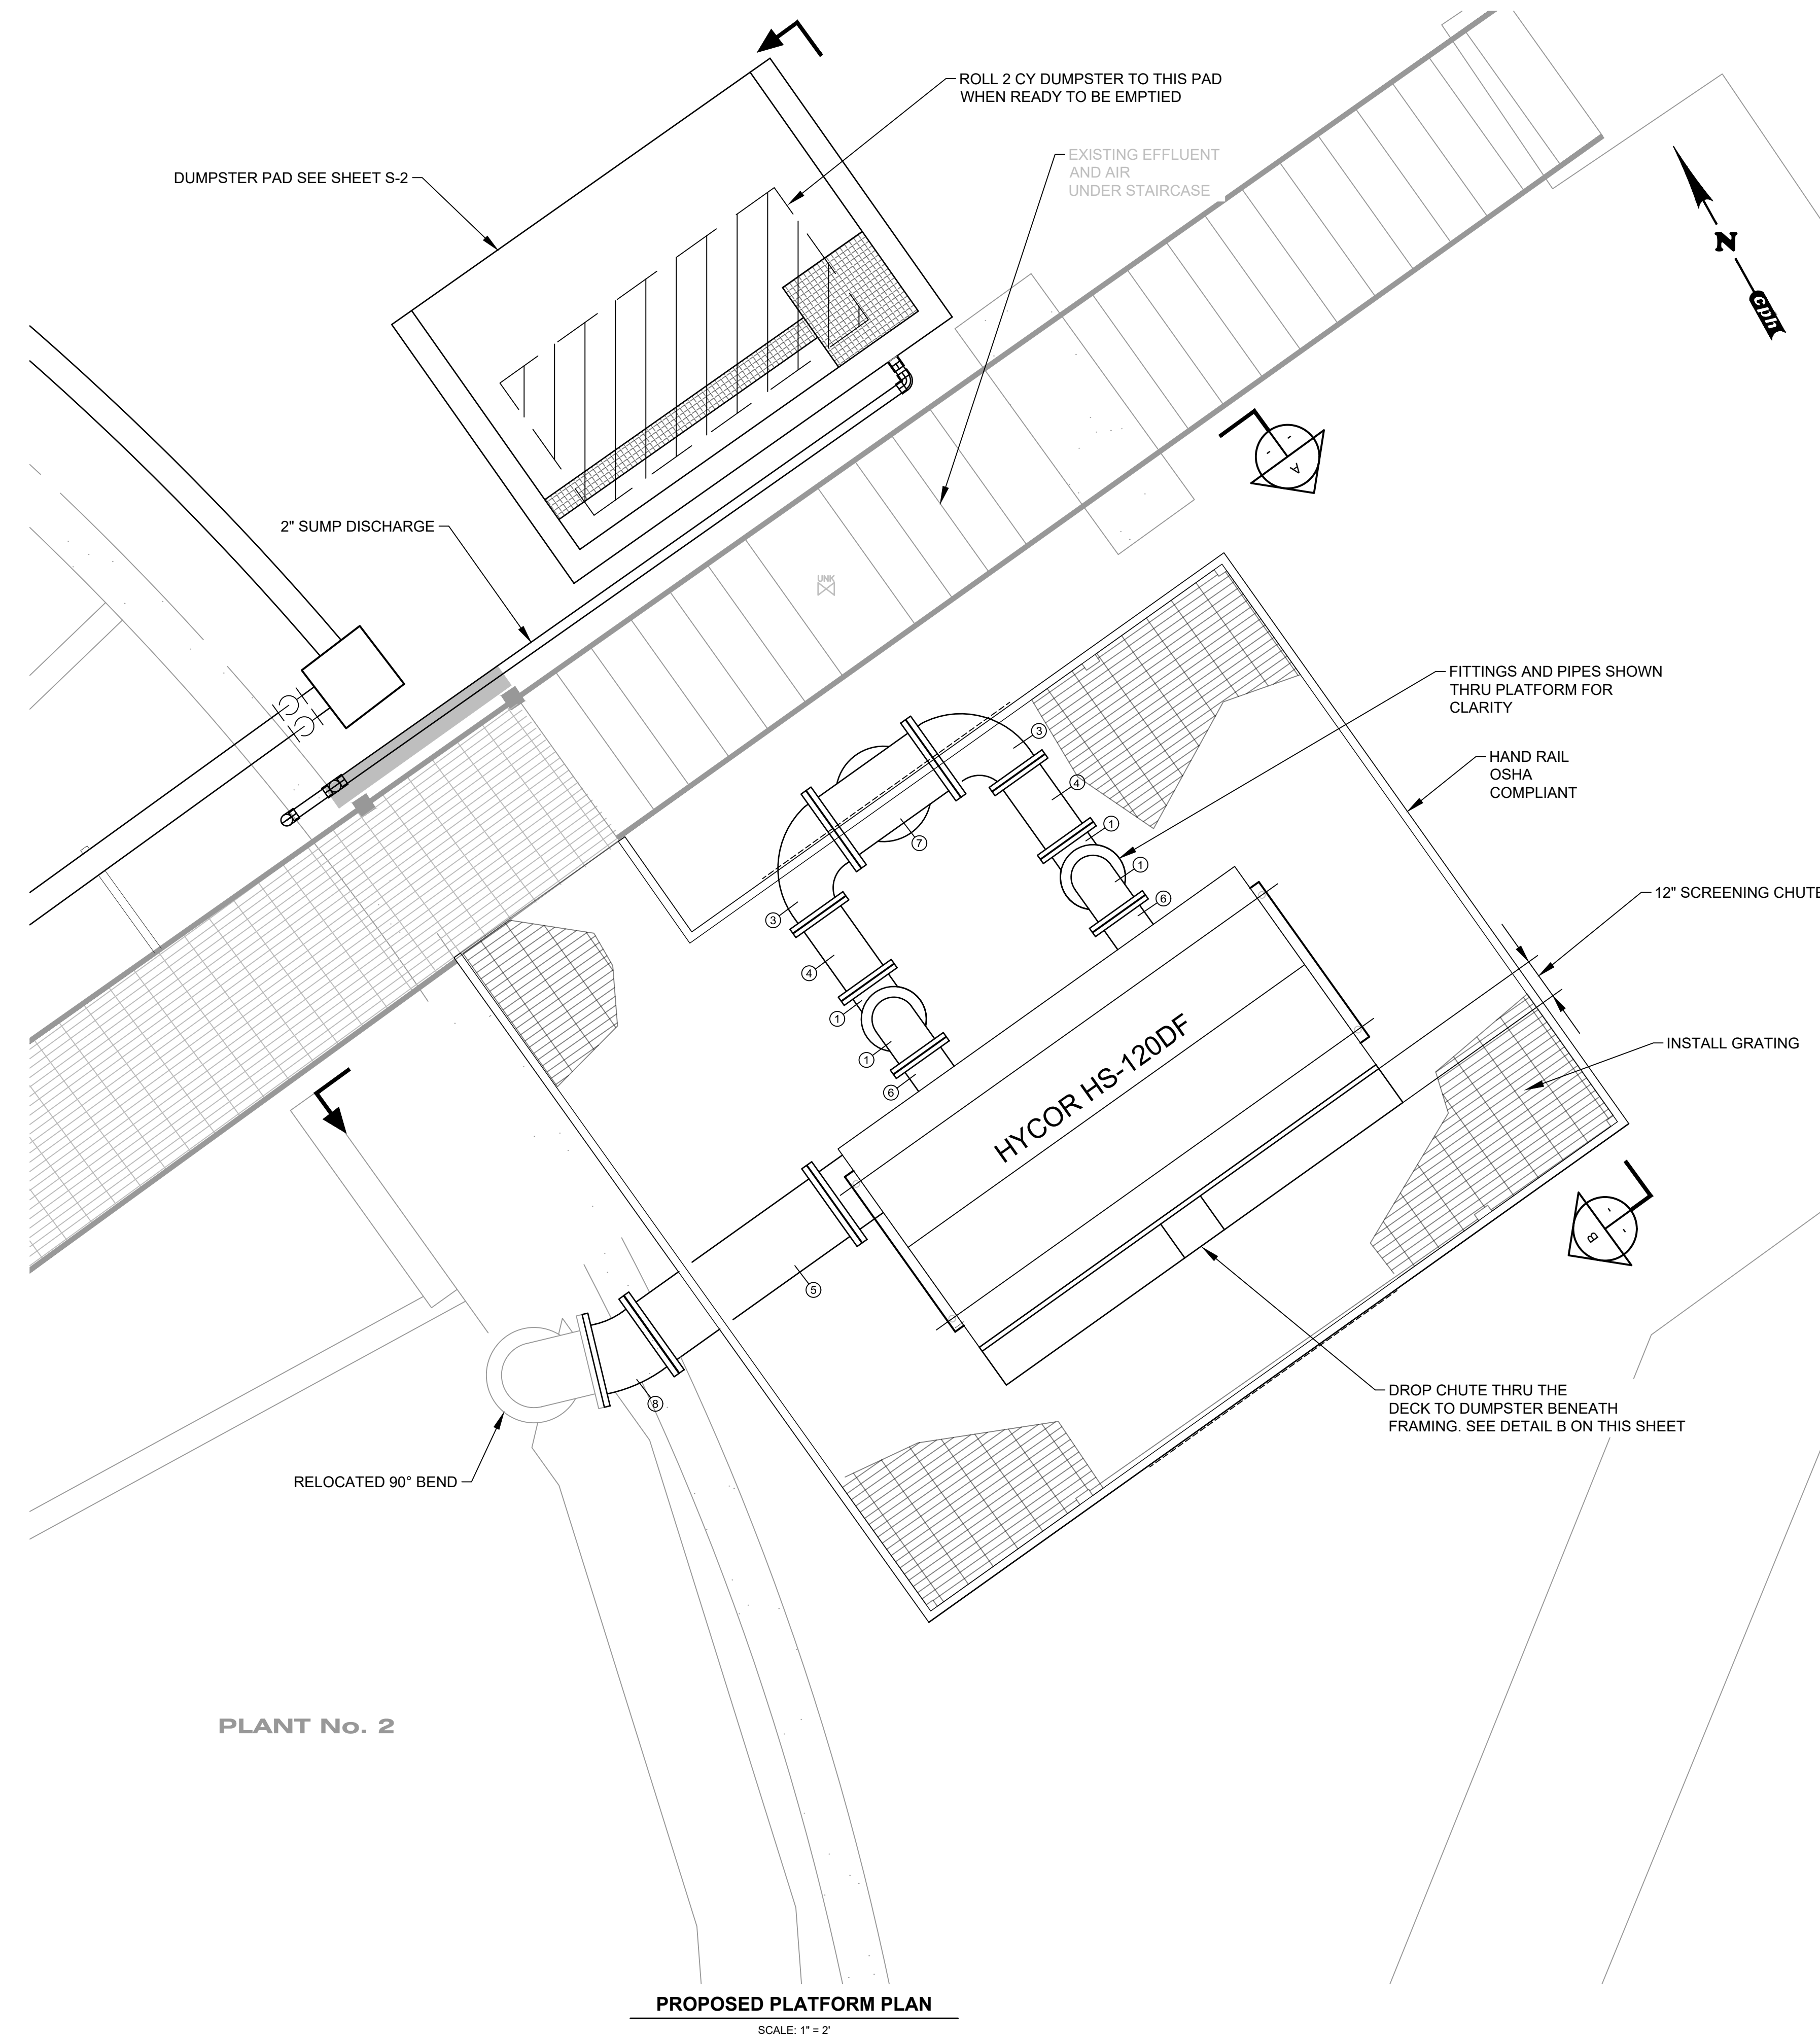 ROLL 2 CY DUMPSTER TO THIS PAD
WHEN READY TO BE EMPTIED
EXISTING EFFLUENT
AND AIR
UNDER STAIRCASE
DUMPSTER PAD SEE SHEET S-2
N
cph
A
2" SUMP DISCHARGE
UNK
FITTINGS AND PIPES SHOWN
THRU PLATFORM FOR
CLARITY
3
4
HAND RAIL
OSHA
COMPLIANT
1
7
1
12" SCREENING CHUTE
6
3
4
1
HYCOR HS-120DF
INSTALL GRATING
1
6
B
5
DROP CHUTE THRU THE
DECK TO DUMPSTER BENEATH
FRAMING. SEE DETAIL B ON THIS SHEET
8
RELOCATED 90° BEND
PLANT No. 2
PROPOSED PLATFORM PLAN
SCALE: 1" = 2'